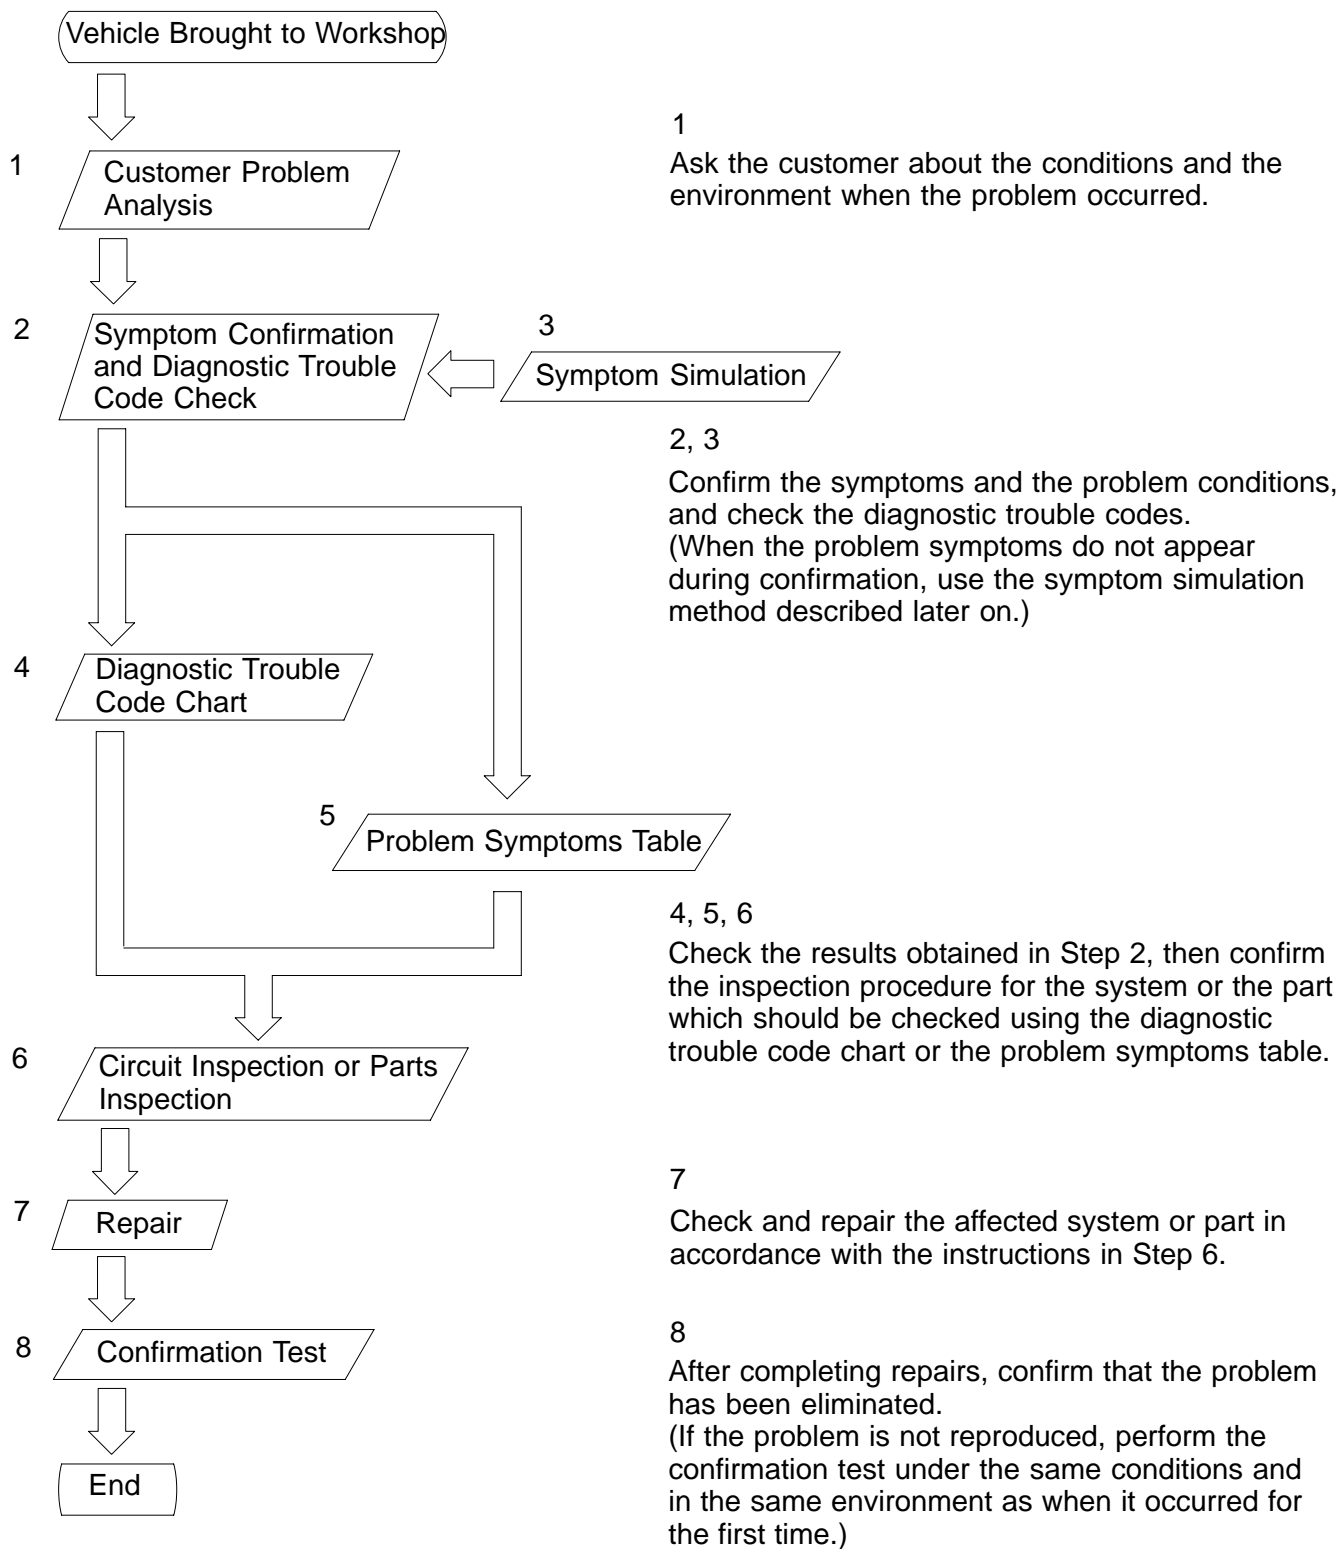 Vehicle Brought to Workshop
1
Customer Problem
Analysis
1
Ask the customer about the conditions and the
environment when the problem occurred.
2
Symptom Confirmation
and Diagnostic Trouble
Code Check
3
Symptom Simulation
2, 3
Confirm the symptoms and the problem conditions,
and check the diagnostic trouble codes.
(When the problem symptoms do not appear
during confirmation, use the symptom simulation
method described later on.)
4
Diagnostic Trouble
Code Chart
5
Problem Symptoms Table
4, 5, 6
Check the results obtained in Step 2, then confirm
the inspection procedure for the system or the part
which should be checked using the diagnostic
trouble code chart or the problem symptoms table.
6
Circuit Inspection or Parts
Inspection
7
Repair
7
Check and repair the affected system or part in
accordance with the instructions in Step 6.
8
Confirmation Test
8
After completing repairs, confirm that the problem
has been eliminated.
(If the problem is not reproduced, perform the
confirmation test under the same conditions and
in the same environment as when it occurred for
the first time.)
End